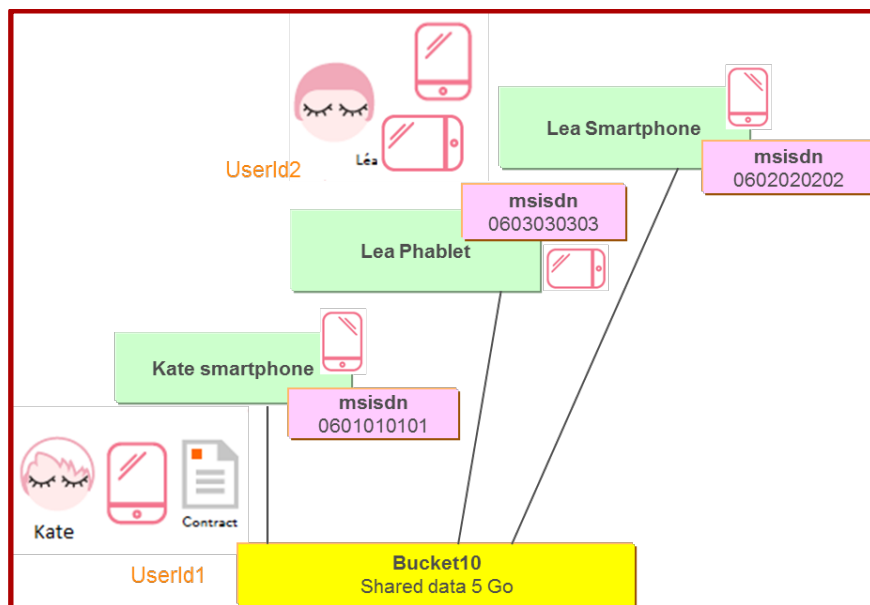 Lea Smartphone
msisdn
0602020202
Léa
UserId2
msisdn
0603030303
Lea Phablet
Kate smartphone
msisdn
0601010101
Kate
Contract
UserId1
Bucket10
Shared data 5 Go